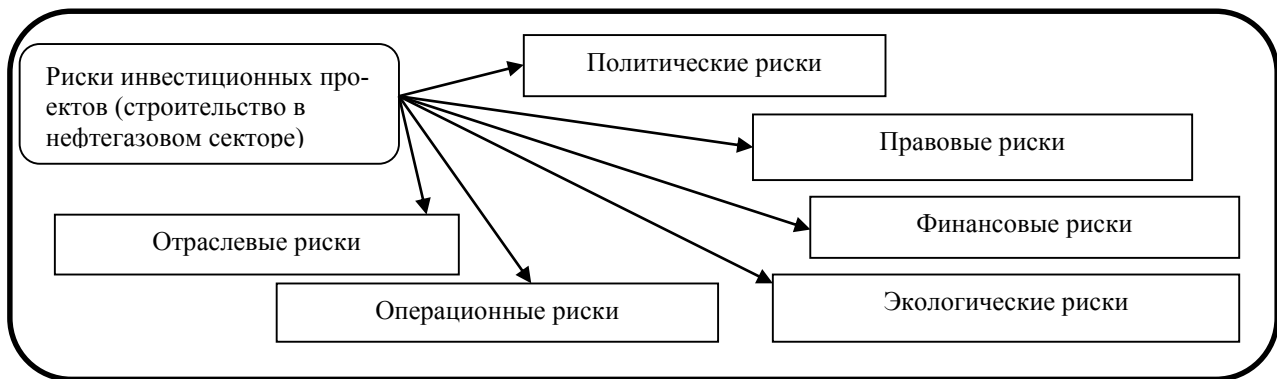 Риски инвестиционных про-
ектов (строительство в
нефтегазовом секторе)
Политические риски
Правовые риски
Финансовые риски
Экологические риски
Операционные риски
Отраслевые риски